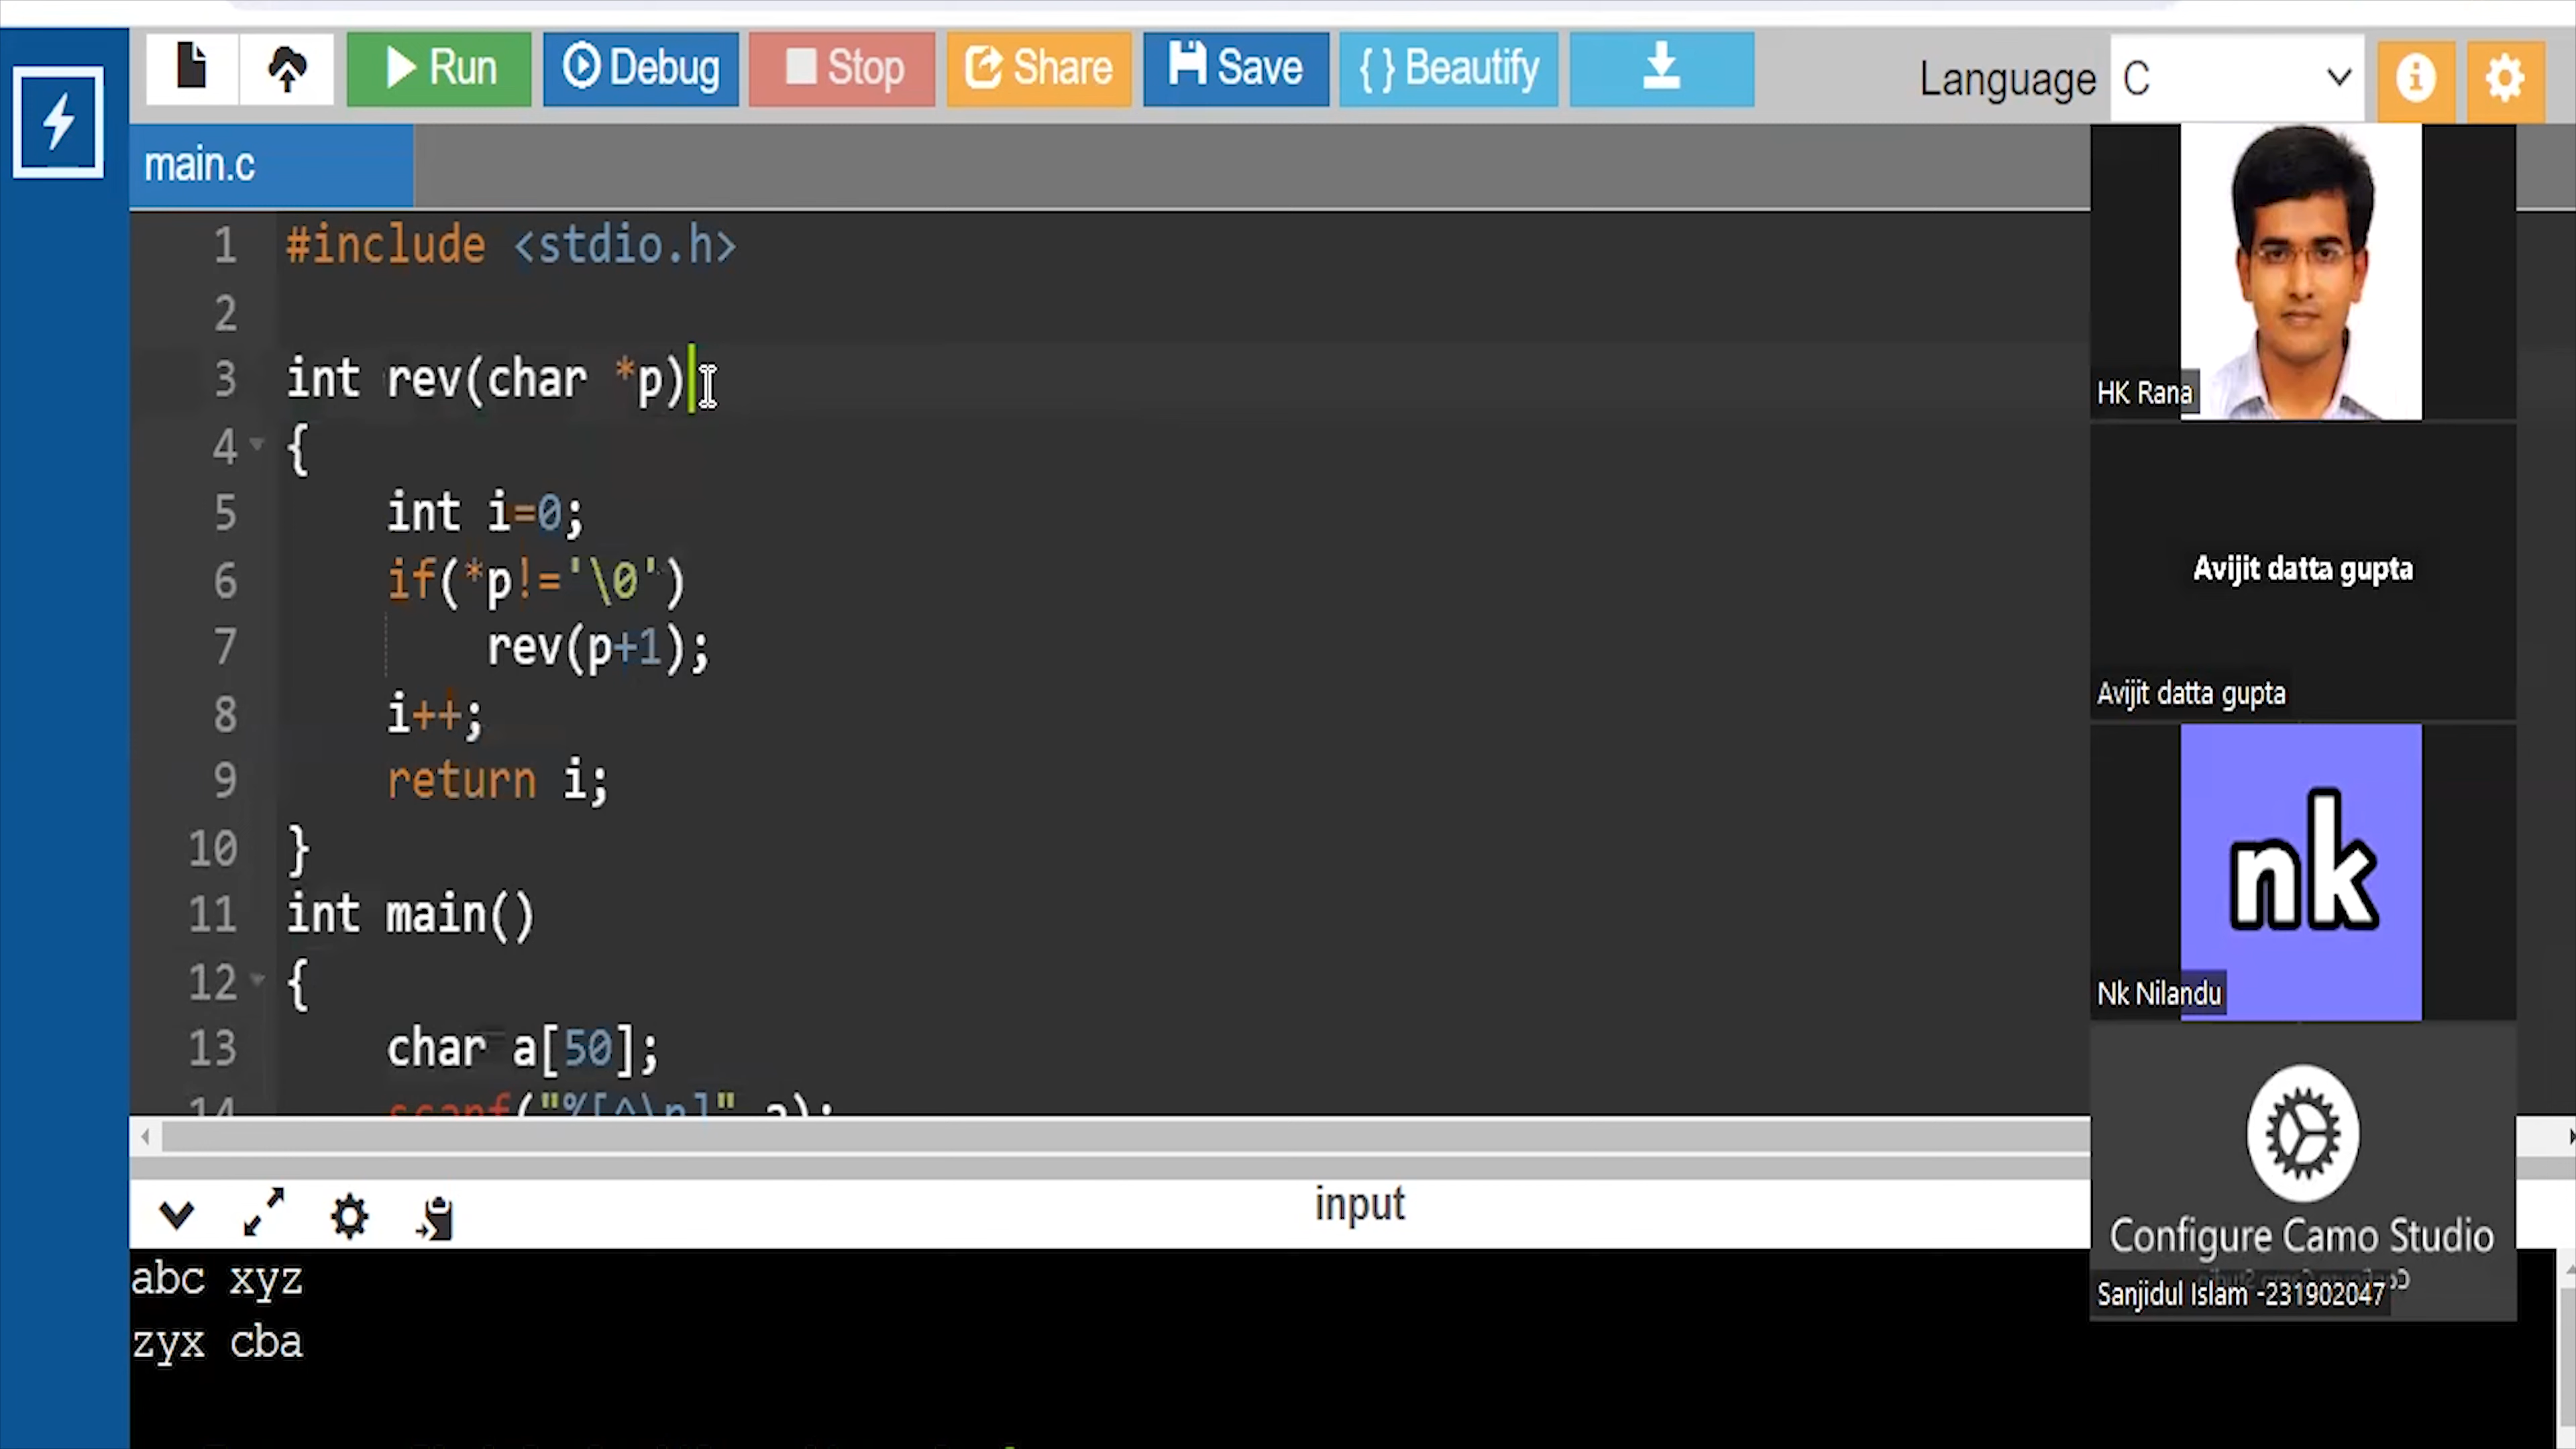 Run Debug Stop Share Save { } Beautify Language C
main.c
1 #include <stdio.h>
2
3 int rev(char *p)
4 {
5 int i=0;
6 if(*p!='\0')
7 rev(p+1);
8 i++;
9 return i;
10 }
11 int main()
12 {
13 char a[50];
14 scanf("%[^\n]",a);
input
abc xyz
zyx cba
HK Rana
Avijit datta gupta
Avijit datta gupta
nk
Nk Nilandu
Configure Camo Studio
Sanjidul Islam -231902047